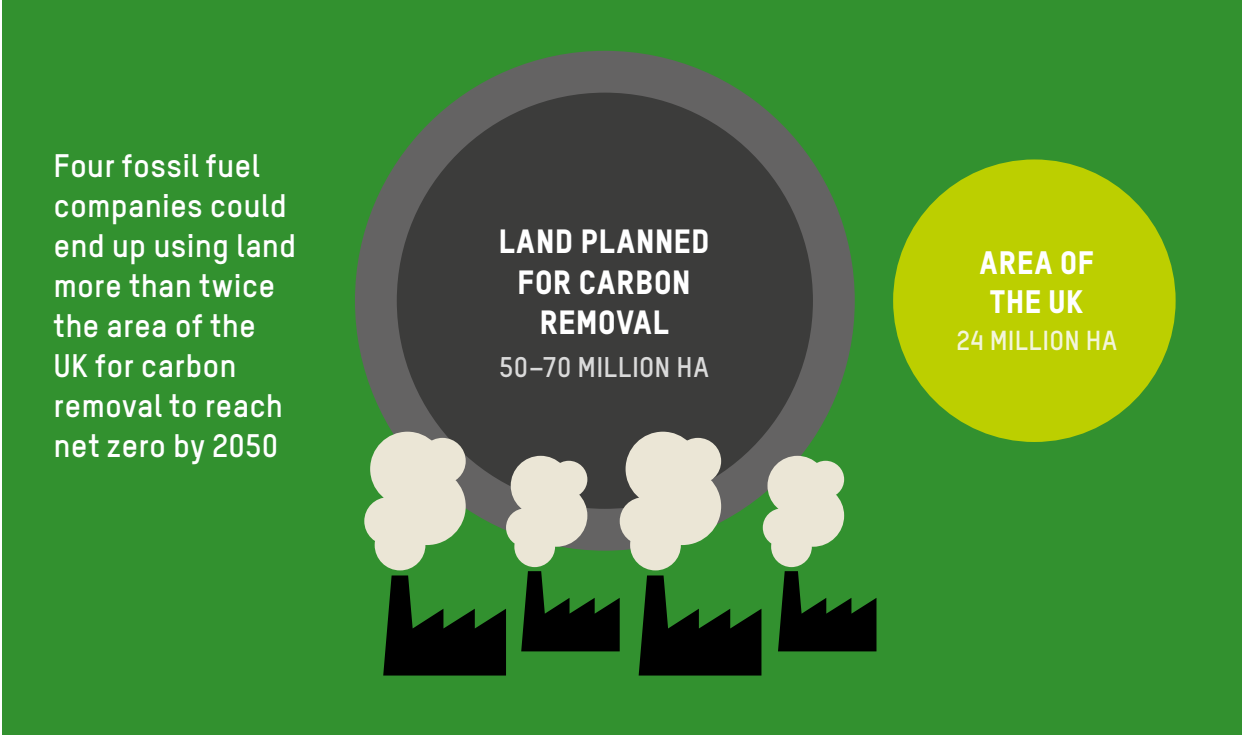 Four fossil fuel
companies could
end up using land
more than twice
the area of the
UK for carbon
removal to reach
net zero by 2050
LAND PLANNED
FOR CARBON
REMOVAL
50–70 MILLION HA
AREA OF
THE UK
24 MILLION HA